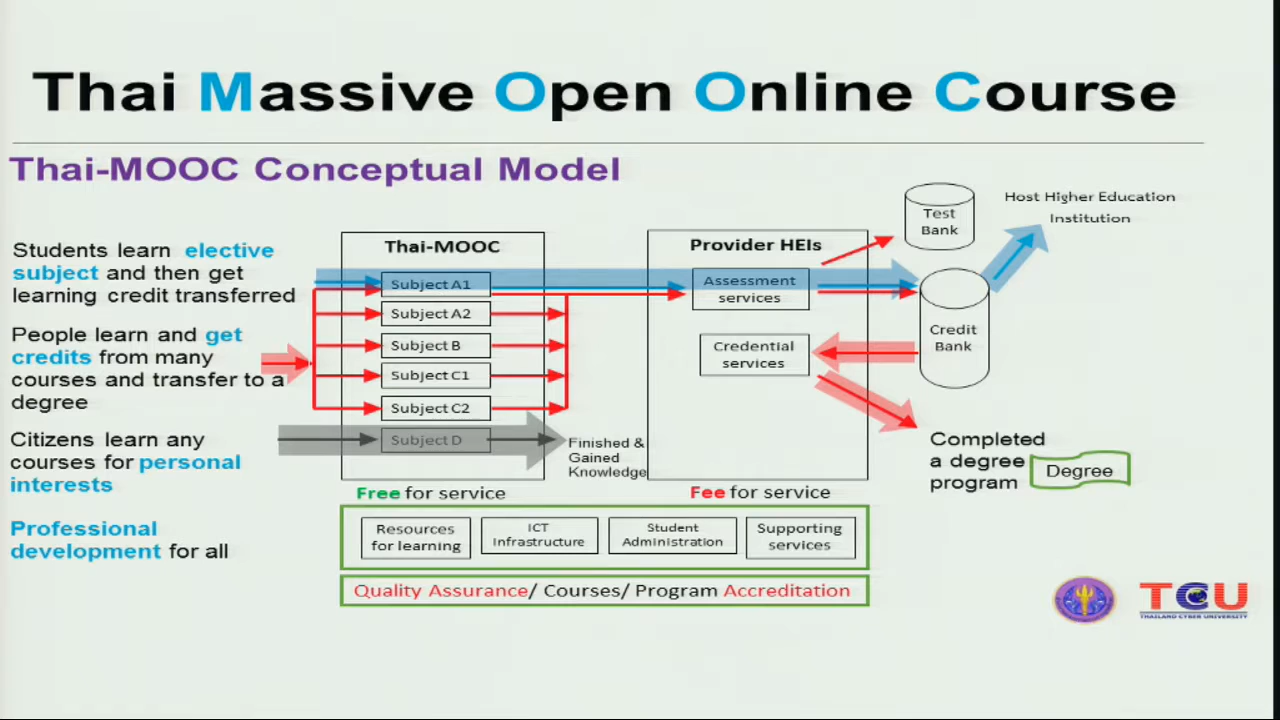 Thai Massive Open Online Course
Thai-MOOC Conceptual Model
Students learn elective
subject and then get
learning credit transferred
People learn and get
credits from many
courses and transfer to a
degree
Citizens learn any
courses for personal
interests
Professional
development for all
Thai-MOOC
Subject A1
Subject A2
Subject B
Subject C1
Subject C2
Subject D
Free for service
Finished &
Gained
Knowledge
Provider HEIs
Assessment
services
Credential
services
Fee for service
Test
Bank
Credit
Bank
Host Higher Education
Institution
Completed
a degree
program
Degree
Resources
for learning
ICT
Infrastructure
Student
Administration
Supporting
services
Quality Assurance/ Courses/ Program Accreditation
TCU
THAILAND CYBER UNIVERSITY